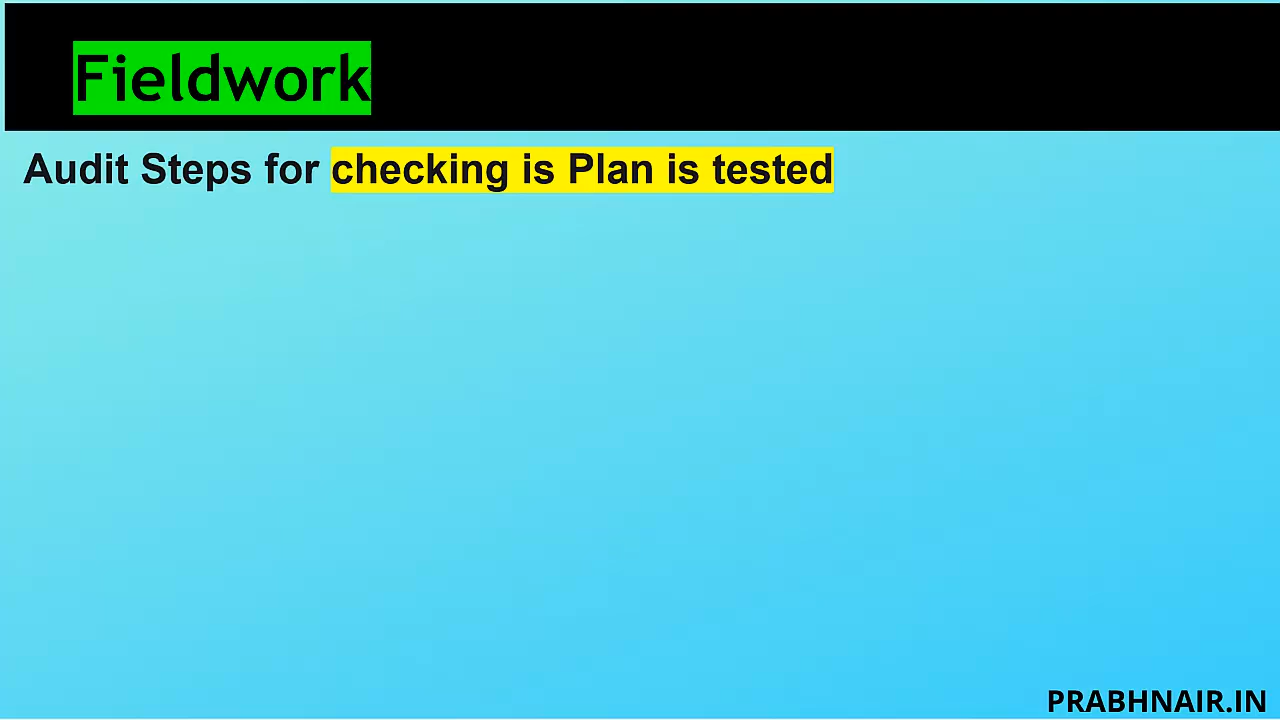 Fieldwork
Audit Steps for checking is Plan is tested
PRABHNAIR.IN